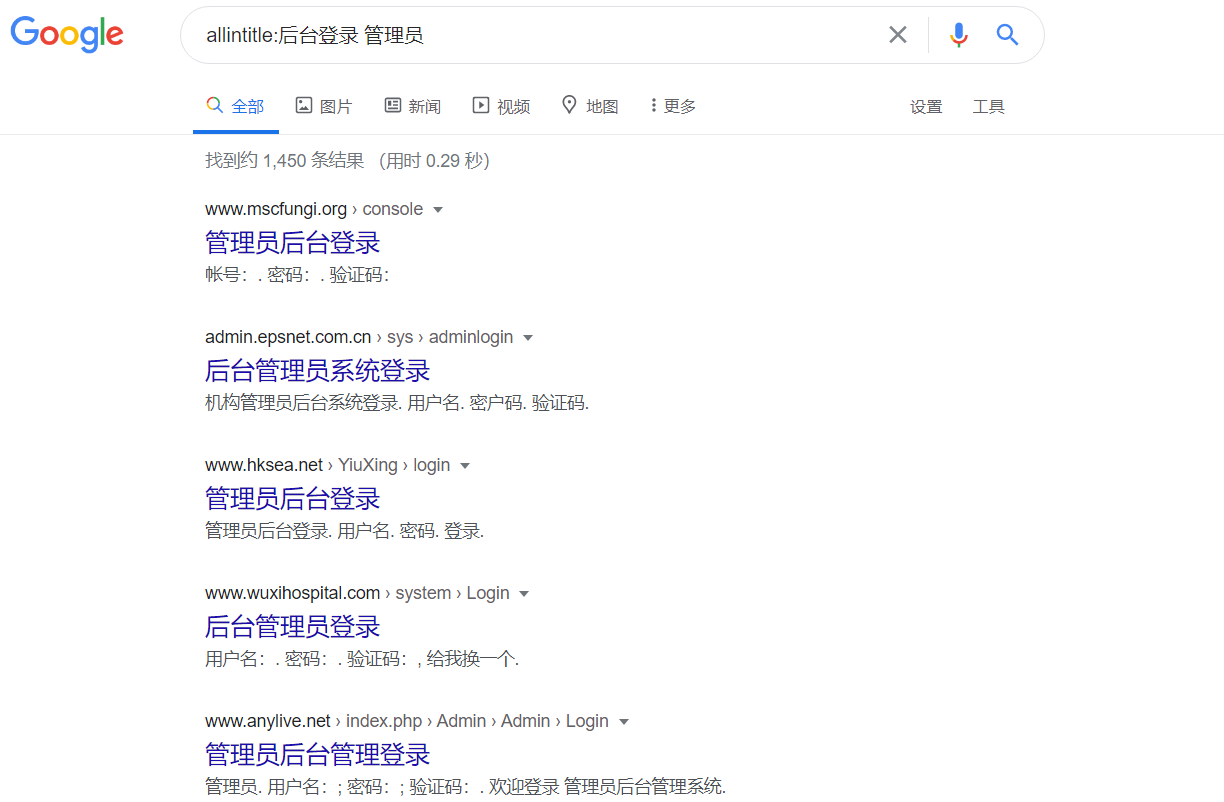 Google
allintitle:后台登录 管理员
全部 图片 新闻 视频 地图 更多 设置 工具
找到约 1,450 条结果 （用时 0.29 秒）
www.mscfungi.org › console
管理员后台登录
帐号：. 密码：. 验证码：
admin.epsnet.com.cn › sys › adminlogin
后台管理员系统登录
机构管理员后台系统登录. 用户名. 密户码. 验证码.
www.hksea.net › YiuXing › login
管理员后台登录
管理员后台登录. 用户名. 密码. 登录.
www.wuxihospital.com › system › Login
后台管理员登录
用户名：. 密码：. 验证码：, 给我换一个.
www.anylive.net › index.php › Admin › Admin › Login
管理员后台管理登录
管理员. 用户名：; 密码：; 验证码：. 欢迎登录 管理员后台管理系统.